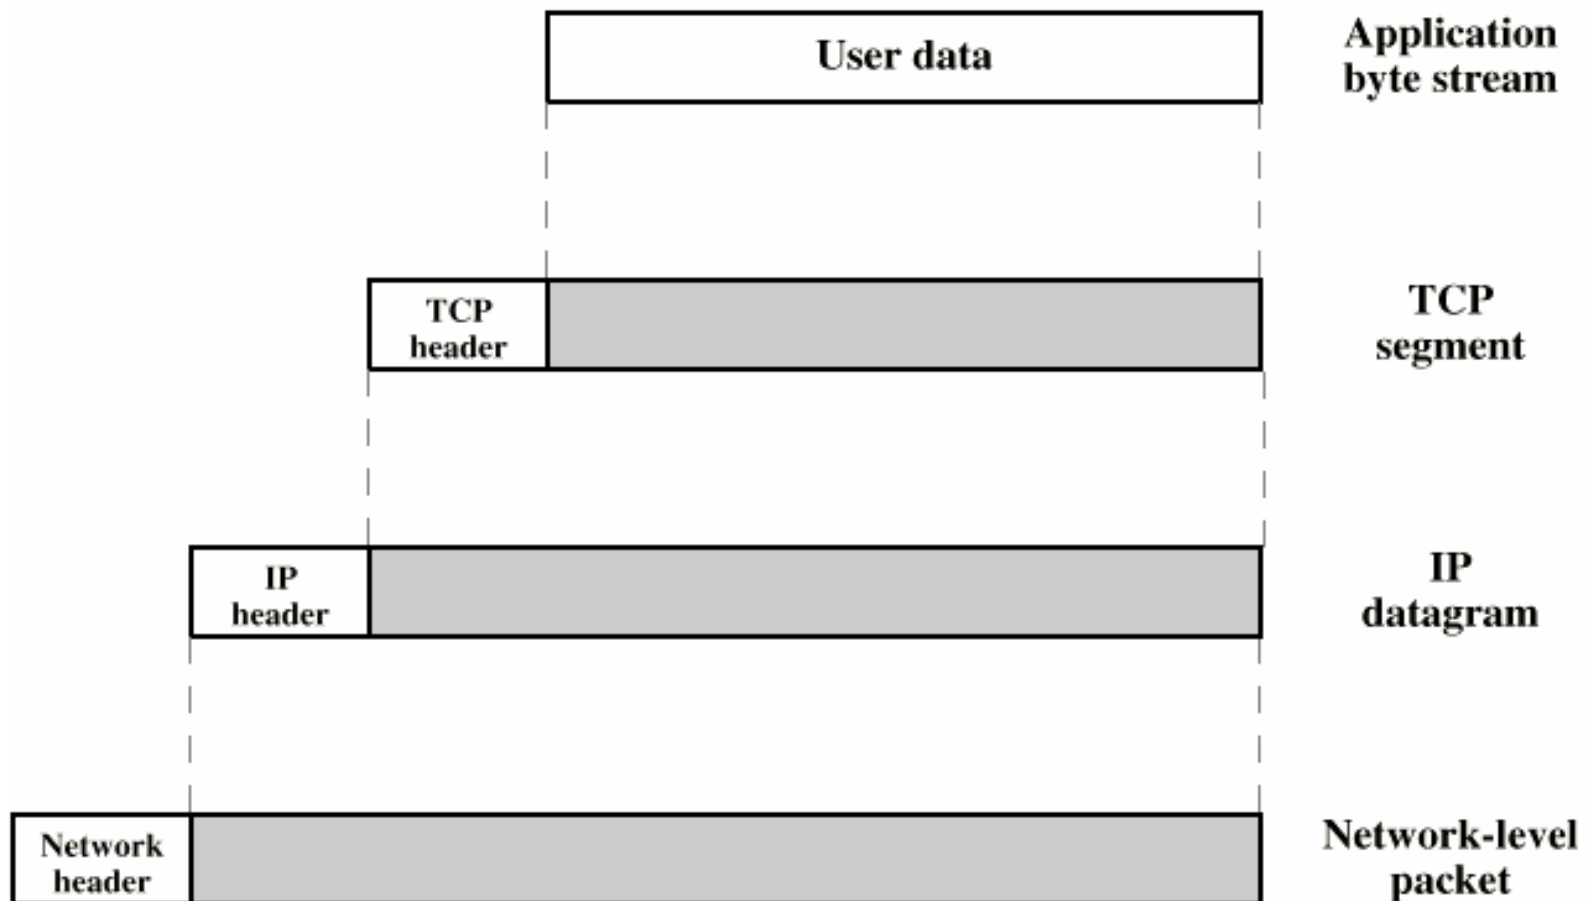 User data
Application
byte stream
TCP
header
TCP
segment
IP
header
IP
datagram
Network
header
Network-level
packet